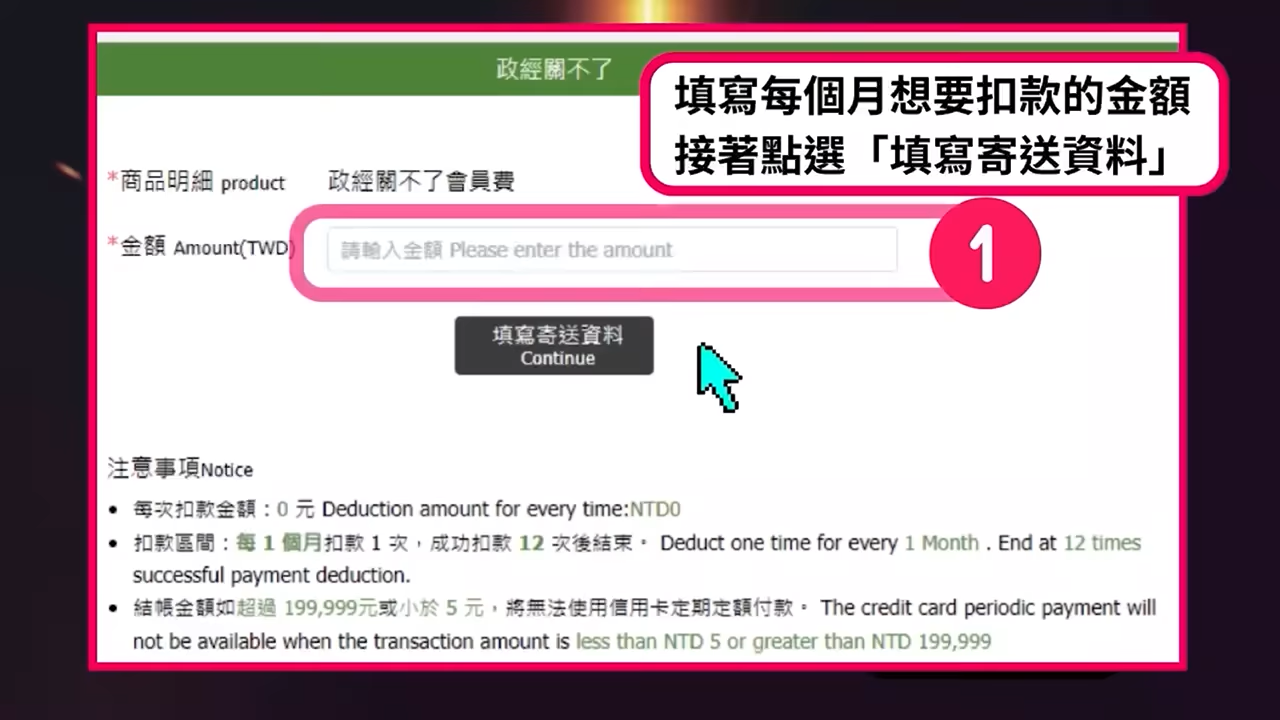 政經關不了
填寫每個月想要扣款的金額
接著點選「填寫寄送資料」
*商品明細 product 政經關不了會員費
*金額 Amount(TWD) 請輸入金額 Please enter the amount
1
填寫寄送資料
Continue
注意事項Notice
• 每次扣款金額：0 元 Deduction amount for every time:NTD0
• 扣款區間：每 1 個月扣款 1 次，成功扣款 12 次後結束。 Deduct one time for every 1 Month . End at 12 times
successful payment deduction.
• 結帳金額如超過 199,999元或小於 5 元，將無法使用信用卡定期定額付款。 The credit card periodic payment will
not be available when the transaction amount is less than NTD 5 or greater than NTD 199,999